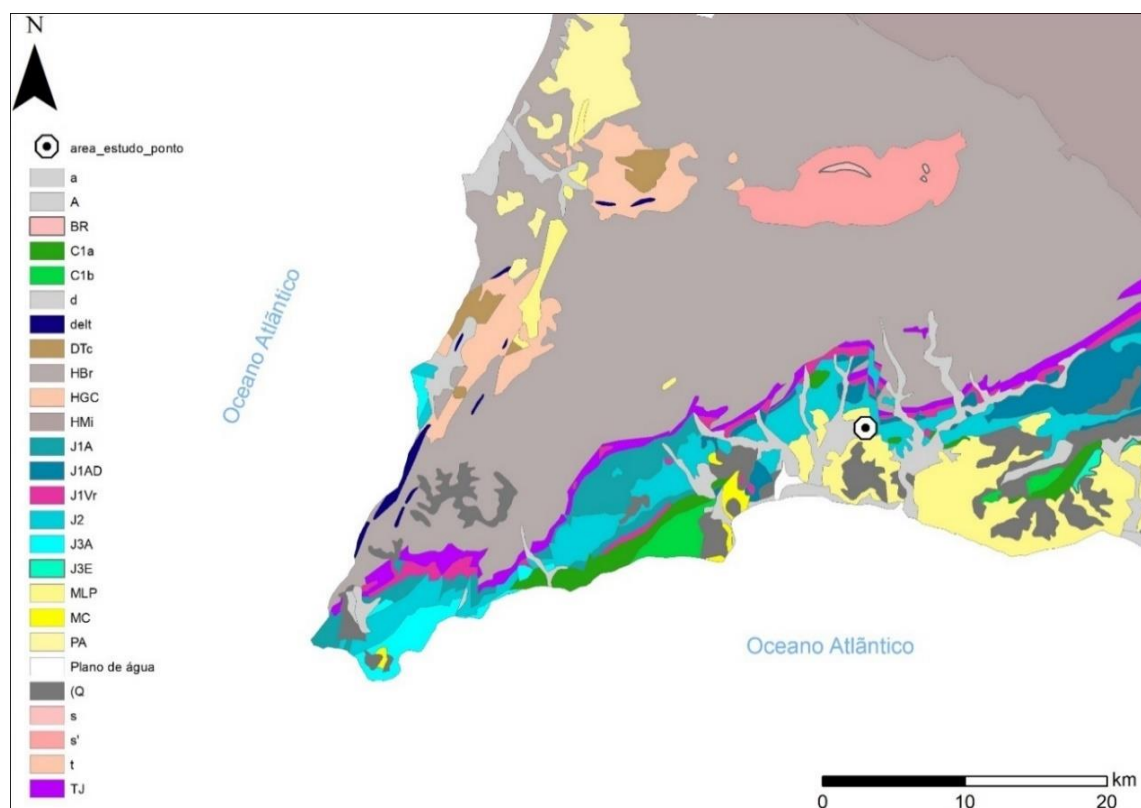 N
area_estudo_ponto
a
A
BR
C1a
C1b
d
delt
DTc
HBr
HGC
HMi
J1A
J1AD
J1Vr
J2
J3A
J3E
MLP
MC
PA
Plano de água
(Q
s
s'
t
TJ
Oceano Atlântico
Oceano Atlãntico
km
0 10 20